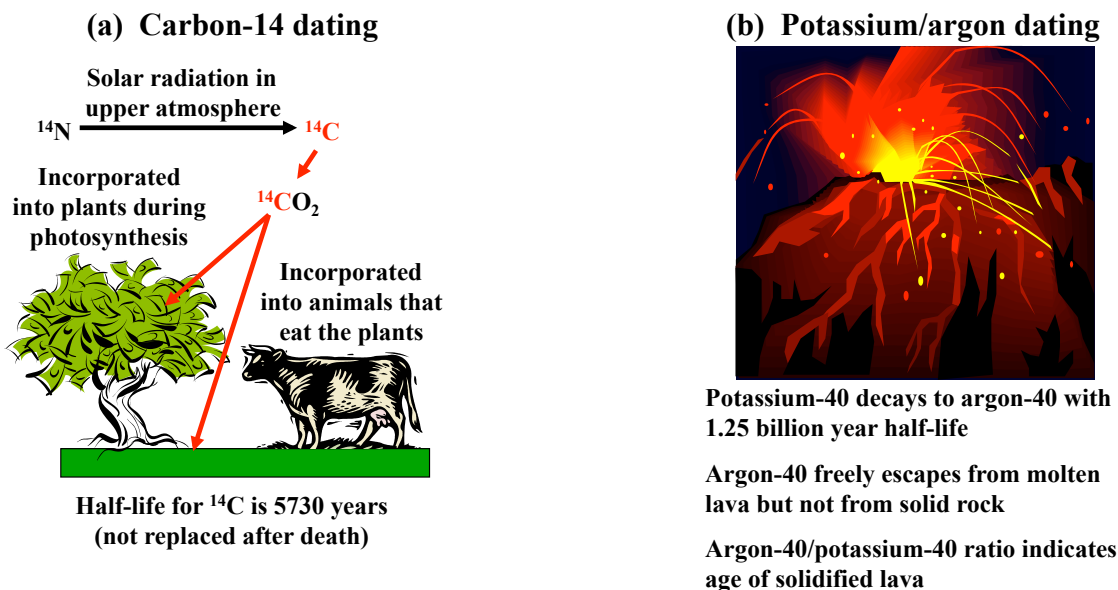 (a) Carbon-14 dating
Solar radiation in
upper atmosphere
¹⁴N
¹⁴C
¹⁴CO₂
Incorporated
into plants during
photosynthesis
Incorporated
into animals that
eat the plants
Half-life for ¹⁴C is 5730 years
(not replaced after death)
(b) Potassium/argon dating
Potassium-40 decays to argon-40 with
1.25 billion year half-life
Argon-40 freely escapes from molten
lava but not from solid rock
Argon-40/potassium-40 ratio indicates
age of solidified lava